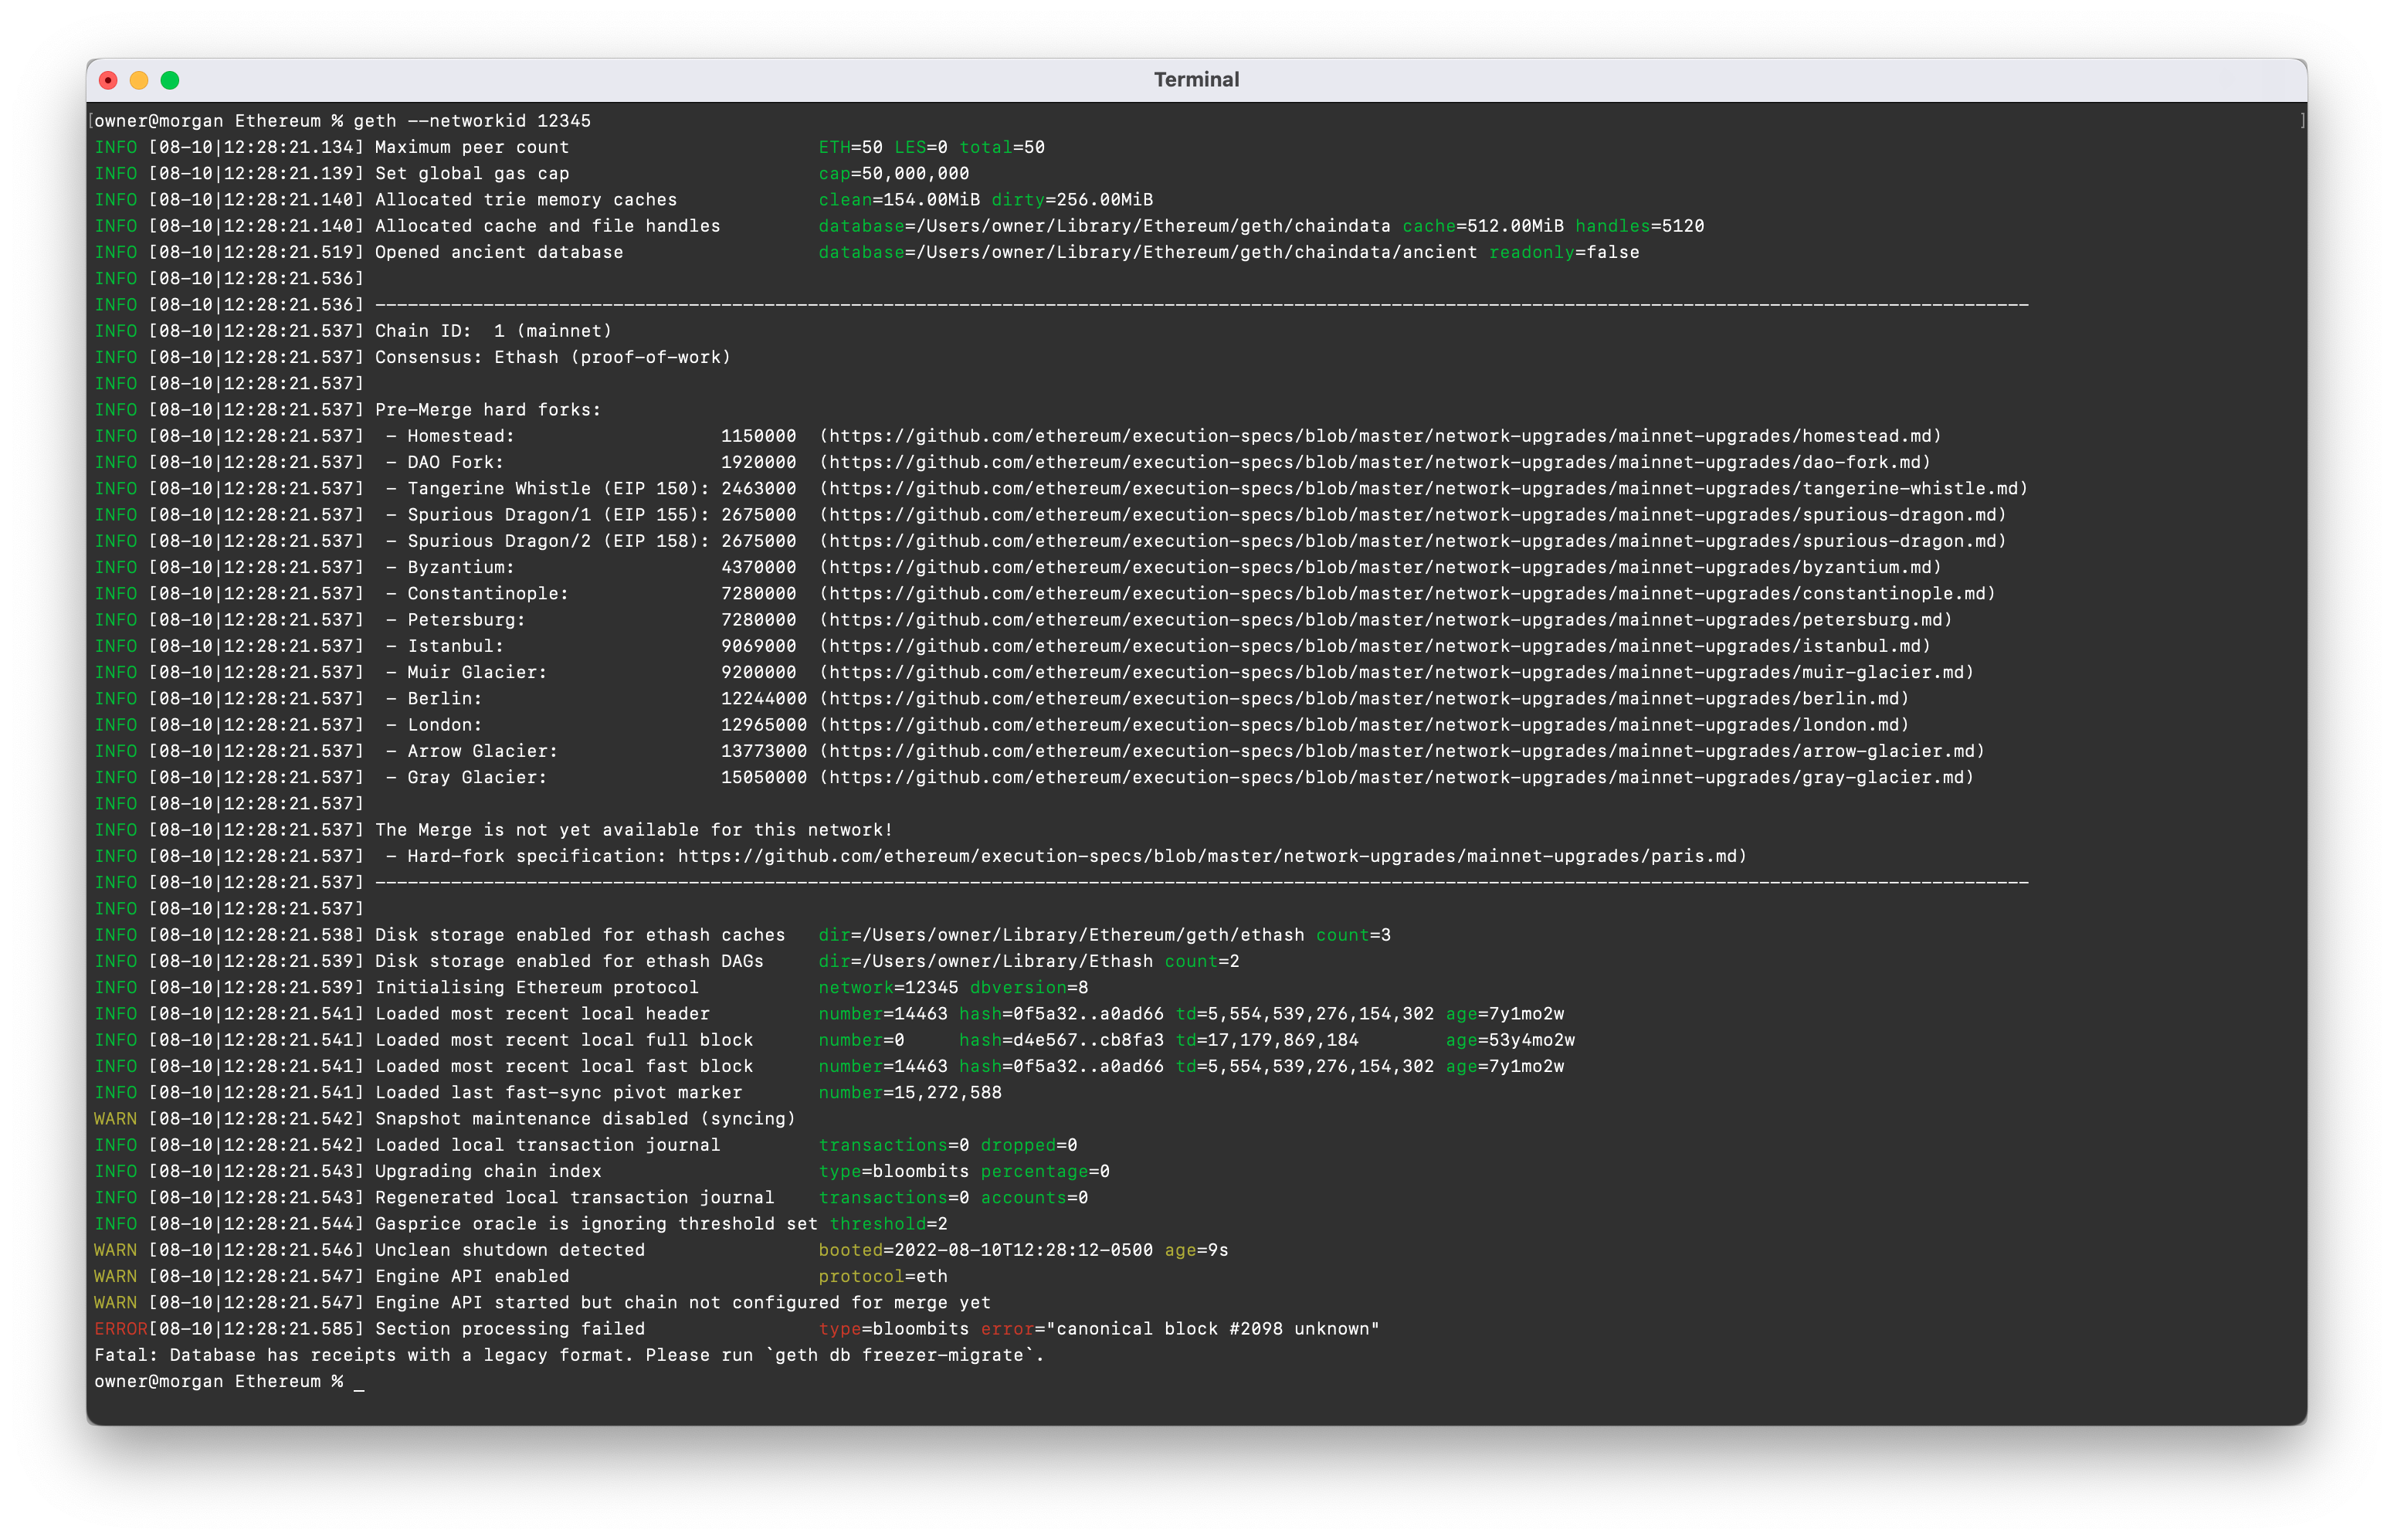 Terminal
[owner@morgan Ethereum % geth --networkid 12345 ]
INFO [08-10|12:28:21.134] Maximum peer count ETH=50 LES=0 total=50
INFO [08-10|12:28:21.139] Set global gas cap cap=50,000,000
INFO [08-10|12:28:21.140] Allocated trie memory caches clean=154.00MiB dirty=256.00MiB
INFO [08-10|12:28:21.140] Allocated cache and file handles database=/Users/owner/Library/Ethereum/geth/chaindata cache=512.00MiB handles=5120
INFO [08-10|12:28:21.519] Opened ancient database database=/Users/owner/Library/Ethereum/geth/chaindata/ancient readonly=false
INFO [08-10|12:28:21.536]
INFO [08-10|12:28:21.536] ---------------------------------------------------------------------------------------------------------------------------------------------------------
INFO [08-10|12:28:21.537] Chain ID:  1 (mainnet)
INFO [08-10|12:28:21.537] Consensus: Ethash (proof-of-work)
INFO [08-10|12:28:21.537]
INFO [08-10|12:28:21.537] Pre-Merge hard forks:
INFO [08-10|12:28:21.537]  - Homestead: 1150000 (https://github.com/ethereum/execution-specs/blob/master/network-upgrades/mainnet-upgrades/homestead.md)
INFO [08-10|12:28:21.537]  - DAO Fork: 1920000 (https://github.com/ethereum/execution-specs/blob/master/network-upgrades/mainnet-upgrades/dao-fork.md)
INFO [08-10|12:28:21.537]  - Tangerine Whistle (EIP 150): 2463000 (https://github.com/ethereum/execution-specs/blob/master/network-upgrades/mainnet-upgrades/tangerine-whistle.md)
INFO [08-10|12:28:21.537]  - Spurious Dragon/1 (EIP 155): 2675000 (https://github.com/ethereum/execution-specs/blob/master/network-upgrades/mainnet-upgrades/spurious-dragon.md)
INFO [08-10|12:28:21.537]  - Spurious Dragon/2 (EIP 158): 2675000 (https://github.com/ethereum/execution-specs/blob/master/network-upgrades/mainnet-upgrades/spurious-dragon.md)
INFO [08-10|12:28:21.537]  - Byzantium: 4370000 (https://github.com/ethereum/execution-specs/blob/master/network-upgrades/mainnet-upgrades/byzantium.md)
INFO [08-10|12:28:21.537]  - Constantinople: 7280000 (https://github.com/ethereum/execution-specs/blob/master/network-upgrades/mainnet-upgrades/constantinople.md)
INFO [08-10|12:28:21.537]  - Petersburg: 7280000 (https://github.com/ethereum/execution-specs/blob/master/network-upgrades/mainnet-upgrades/petersburg.md)
INFO [08-10|12:28:21.537]  - Istanbul: 9069000 (https://github.com/ethereum/execution-specs/blob/master/network-upgrades/mainnet-upgrades/istanbul.md)
INFO [08-10|12:28:21.537]  - Muir Glacier: 9200000 (https://github.com/ethereum/execution-specs/blob/master/network-upgrades/mainnet-upgrades/muir-glacier.md)
INFO [08-10|12:28:21.537]  - Berlin: 12244000 (https://github.com/ethereum/execution-specs/blob/master/network-upgrades/mainnet-upgrades/berlin.md)
INFO [08-10|12:28:21.537]  - London: 12965000 (https://github.com/ethereum/execution-specs/blob/master/network-upgrades/mainnet-upgrades/london.md)
INFO [08-10|12:28:21.537]  - Arrow Glacier: 13773000 (https://github.com/ethereum/execution-specs/blob/master/network-upgrades/mainnet-upgrades/arrow-glacier.md)
INFO [08-10|12:28:21.537]  - Gray Glacier: 15050000 (https://github.com/ethereum/execution-specs/blob/master/network-upgrades/mainnet-upgrades/gray-glacier.md)
INFO [08-10|12:28:21.537]
INFO [08-10|12:28:21.537] The Merge is not yet available for this network!
INFO [08-10|12:28:21.537]  - Hard-fork specification: https://github.com/ethereum/execution-specs/blob/master/network-upgrades/mainnet-upgrades/paris.md)
INFO [08-10|12:28:21.537] ---------------------------------------------------------------------------------------------------------------------------------------------------------
INFO [08-10|12:28:21.537]
INFO [08-10|12:28:21.538] Disk storage enabled for ethash caches dir=/Users/owner/Library/Ethereum/geth/ethash count=3
INFO [08-10|12:28:21.539] Disk storage enabled for ethash DAGs dir=/Users/owner/Library/Ethash count=2
INFO [08-10|12:28:21.539] Initialising Ethereum protocol network=12345 dbversion=8
INFO [08-10|12:28:21.541] Loaded most recent local header number=14463 hash=0f5a32..a0ad66 td=5,554,539,276,154,302 age=7y1mo2w
INFO [08-10|12:28:21.541] Loaded most recent local full block number=0 hash=d4e567..cb8fa3 td=17,179,869,184 age=53y4mo2w
INFO [08-10|12:28:21.541] Loaded most recent local fast block number=14463 hash=0f5a32..a0ad66 td=5,554,539,276,154,302 age=7y1mo2w
INFO [08-10|12:28:21.541] Loaded last fast-sync pivot marker number=15,272,588
WARN [08-10|12:28:21.542] Snapshot maintenance disabled (syncing)
INFO [08-10|12:28:21.542] Loaded local transaction journal transactions=0 dropped=0
INFO [08-10|12:28:21.543] Upgrading chain index type=bloombits percentage=0
INFO [08-10|12:28:21.543] Regenerated local transaction journal transactions=0 accounts=0
INFO [08-10|12:28:21.544] Gasprice oracle is ignoring threshold set threshold=2
WARN [08-10|12:28:21.546] Unclean shutdown detected booted=2022-08-10T12:28:12-0500 age=9s
WARN [08-10|12:28:21.547] Engine API enabled protocol=eth
WARN [08-10|12:28:21.547] Engine API started but chain not configured for merge yet
ERROR[08-10|12:28:21.585] Section processing failed type=bloombits error="canonical block #2098 unknown"
Fatal: Database has receipts with a legacy format. Please run `geth db freezer-migrate`.
owner@morgan Ethereum % _